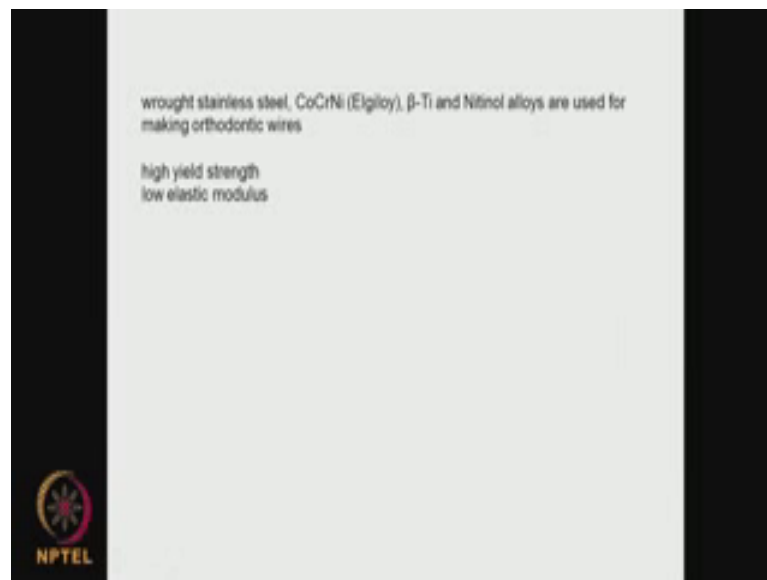 wrought stainless steel, CoCrNi (Elgiloy), β-Ti and Nitinol alloys are used for
making orthodontic wires
high yield strength
low elastic modulus
NPTEL